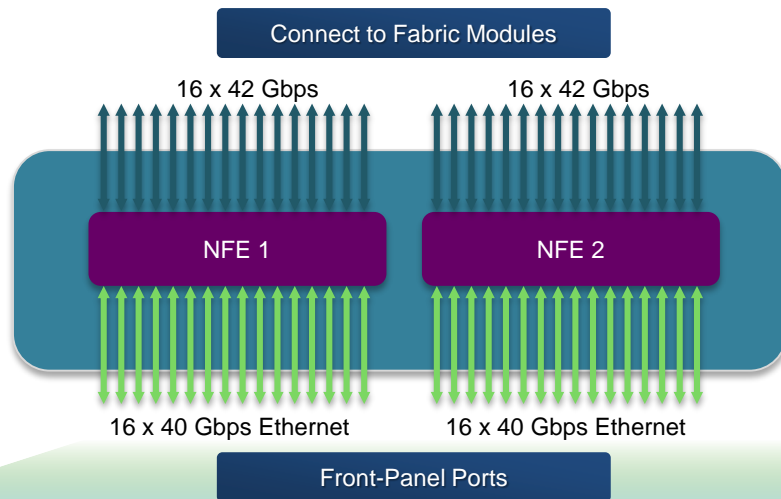 Connect to Fabric Modules
16 x 42 Gbps
16 x 42 Gbps
NFE 1
NFE 2
16 x 40 Gbps Ethernet
16 x 40 Gbps Ethernet
Front-Panel Ports